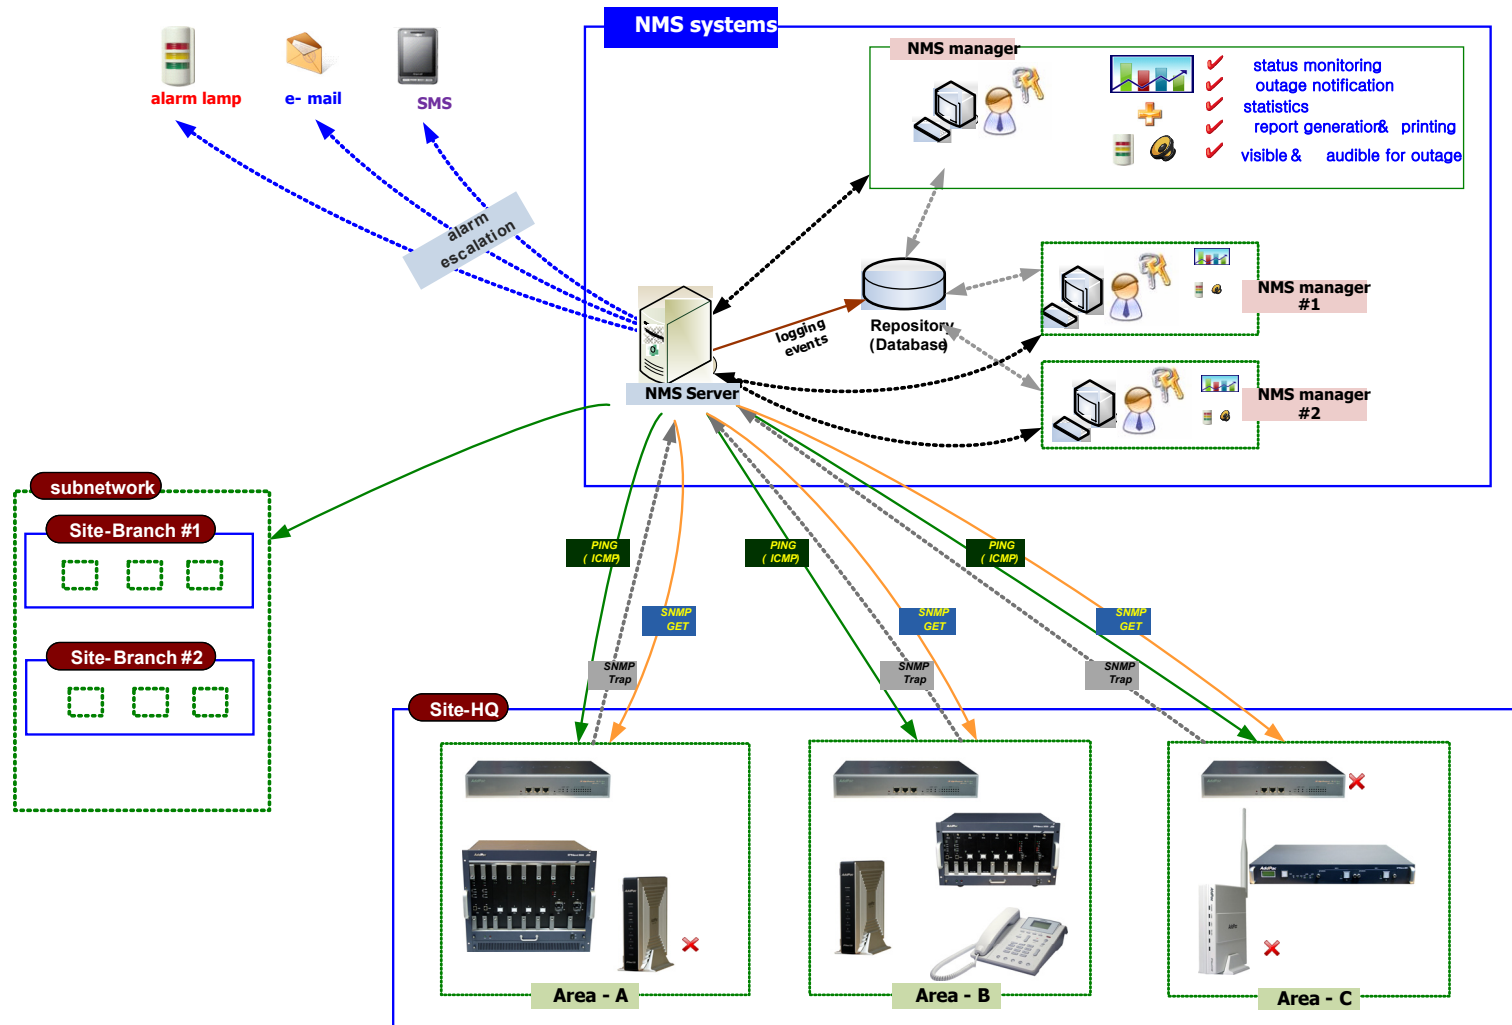 NMS systems
alarm lamp
e- mail
SMS
NMS manager
status monitoring
outage notification
statistics
report generation& printing
visible & audible for outage
alarm
escalation
NMS manager
#1
Repository
(Database)
logging
events
NMS Server
NMS manager
#2
subnetwork
Site-Branch #1
Site-Branch #2
PING
( ICMP)
PING
( ICMP)
PING
( ICMP)
SNMP
GET
SNMP
GET
SNMP
GET
SNMP
Trap
SNMP
Trap
SNMP
Trap
Site-HQ
Area - A
Area - B
Area - C